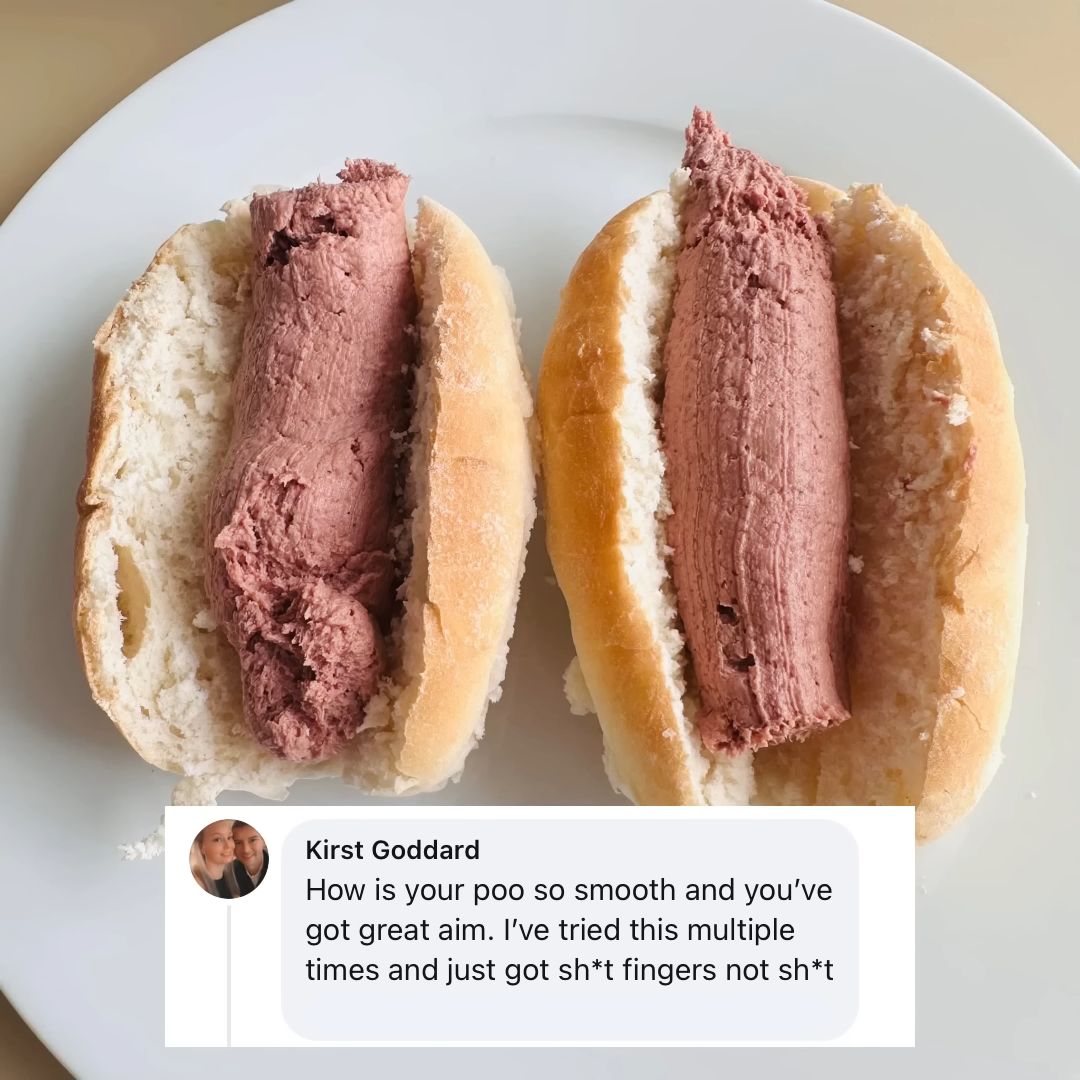 Kirst Goddard
How is your poo so smooth and you’ve
got great aim. I’ve tried this multiple
times and just got sh*t fingers not sh*t